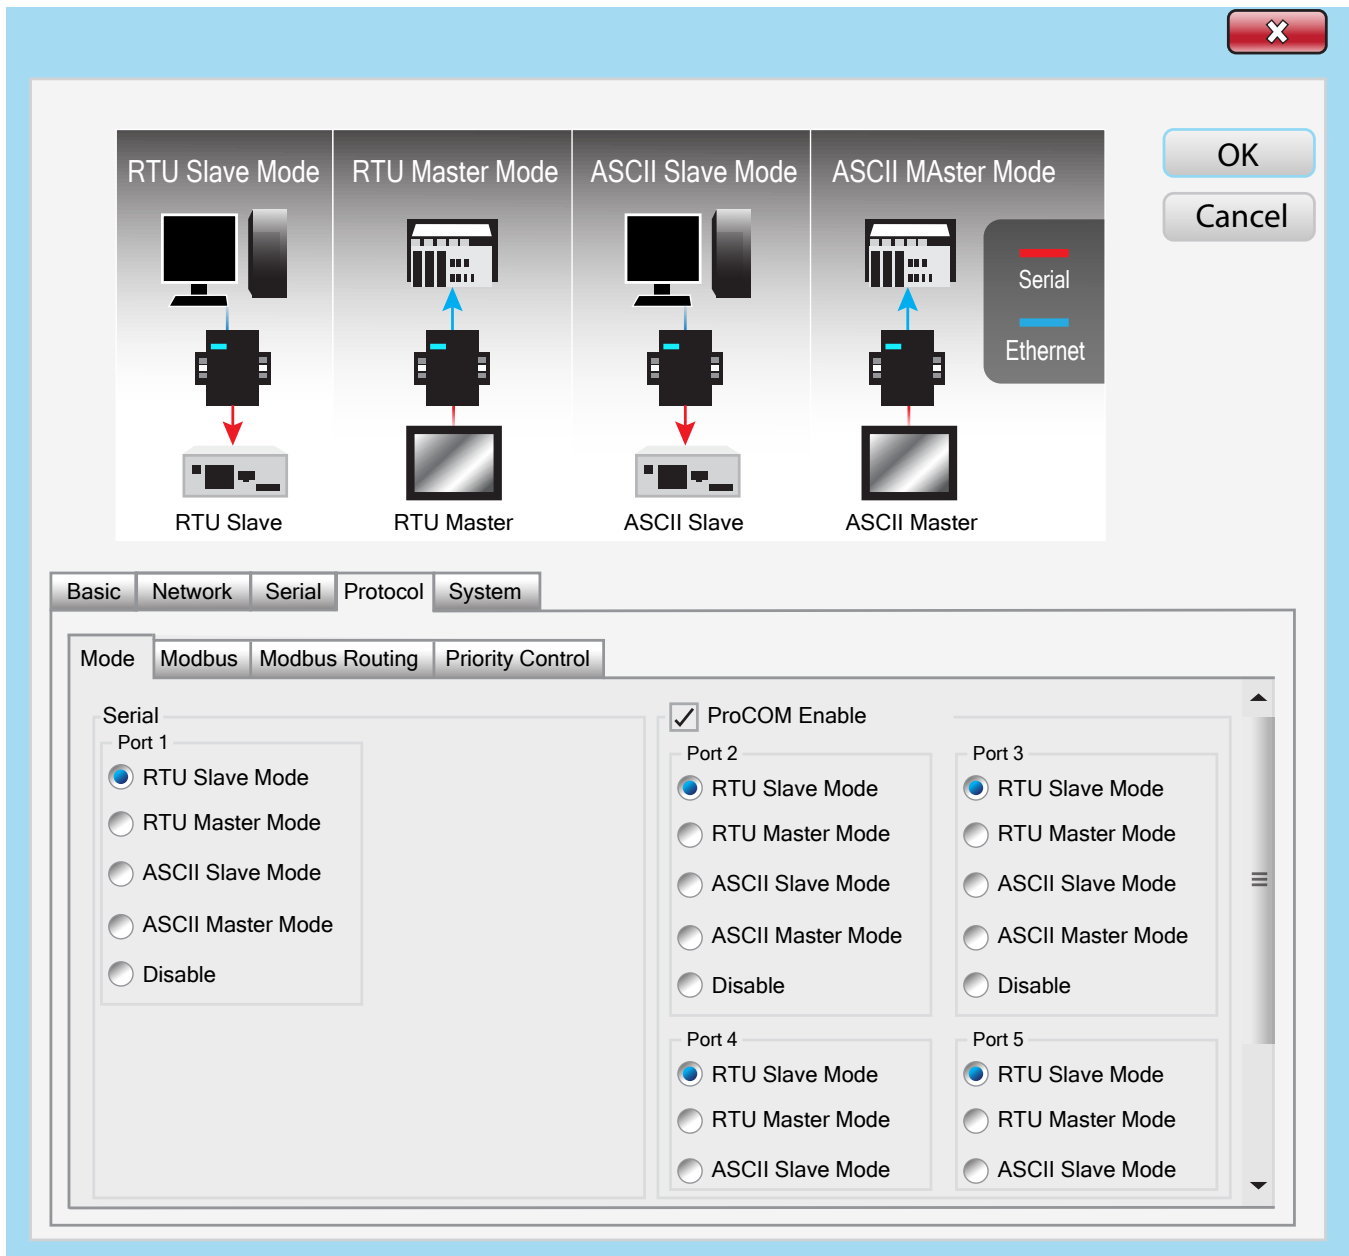 RTU Slave Mode
RTU Master Mode
ASCII Slave Mode
ASCII MAster Mode
OK
Cancel
Serial
Ethernet
RTU Slave
RTU Master
ASCII Slave
ASCII Master
Basic
Network
Serial
Protocol
System
Mode
Modbus
Modbus Routing
Priority Control
Serial
Port 1
RTU Slave Mode
RTU Master Mode
ASCII Slave Mode
ASCII Master Mode
Disable
ProCOM Enable
Port 2
RTU Slave Mode
RTU Master Mode
ASCII Slave Mode
ASCII Master Mode
Disable
Port 3
RTU Slave Mode
RTU Master Mode
ASCII Slave Mode
ASCII Master Mode
Disable
Port 4
RTU Slave Mode
RTU Master Mode
ASCII Slave Mode
Port 5
RTU Slave Mode
RTU Master Mode
ASCII Slave Mode